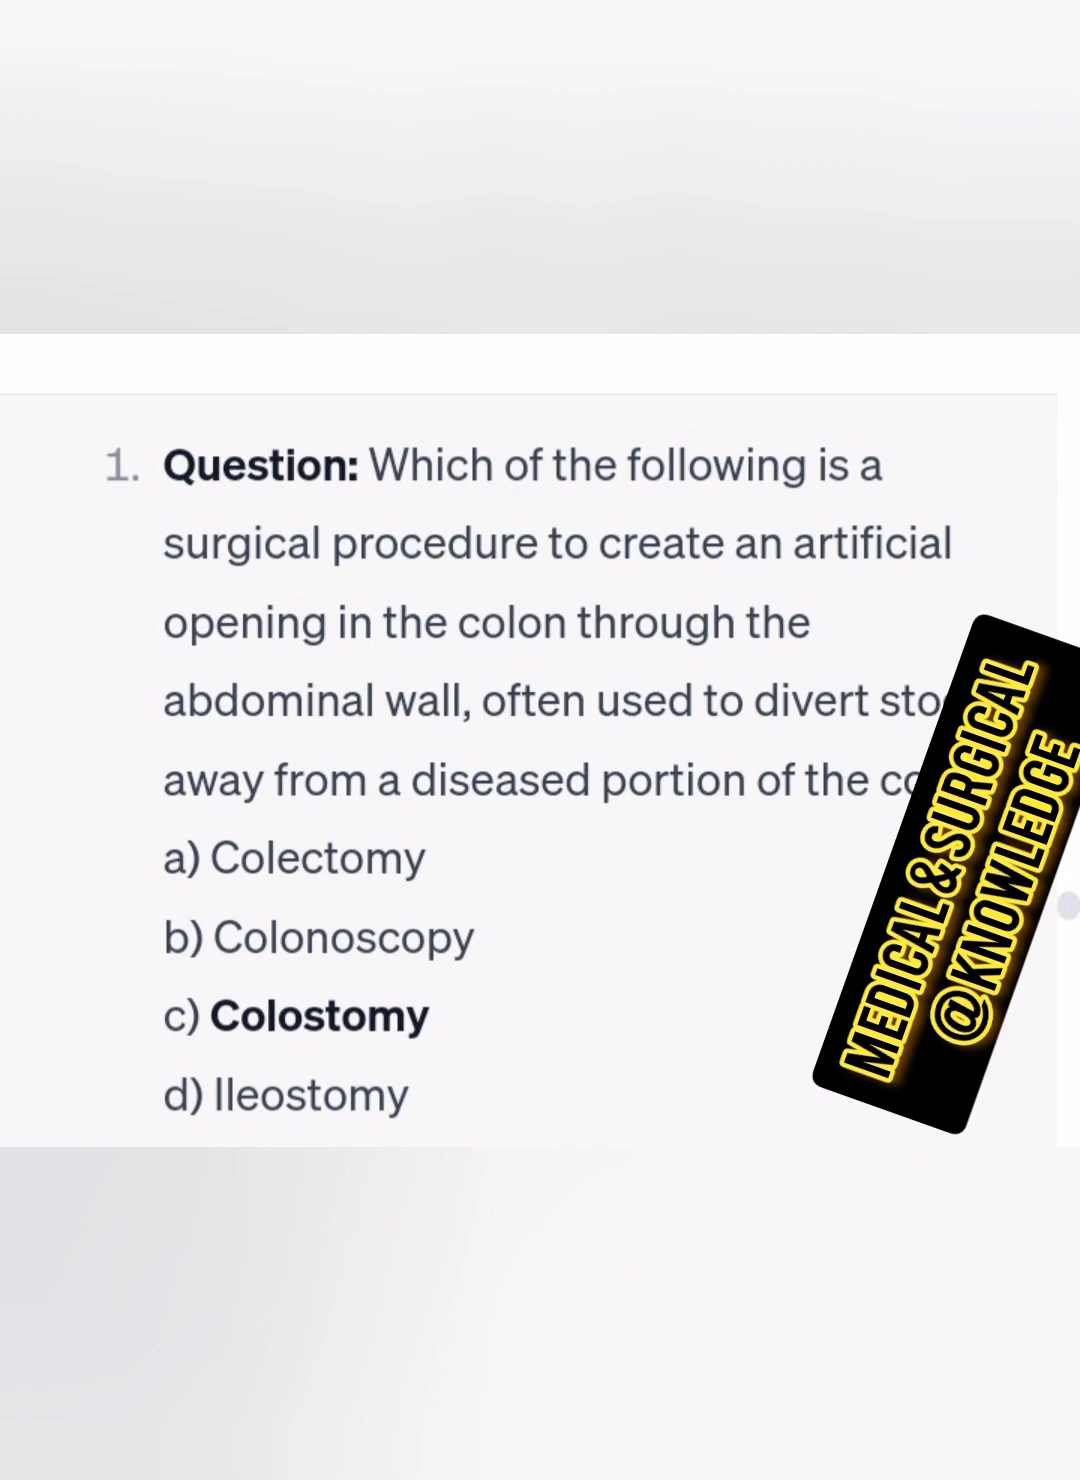 1. Question: Which of the following is a
surgical procedure to create an artificial
opening in the colon through the
abdominal wall, often used to divert
away from a diseased portion of the
a) Colectomy
b) Colonoscopy
c) Colostomy
d) Ileostomy
MEDICAL & SURGICAL
@KNOWLEDGE